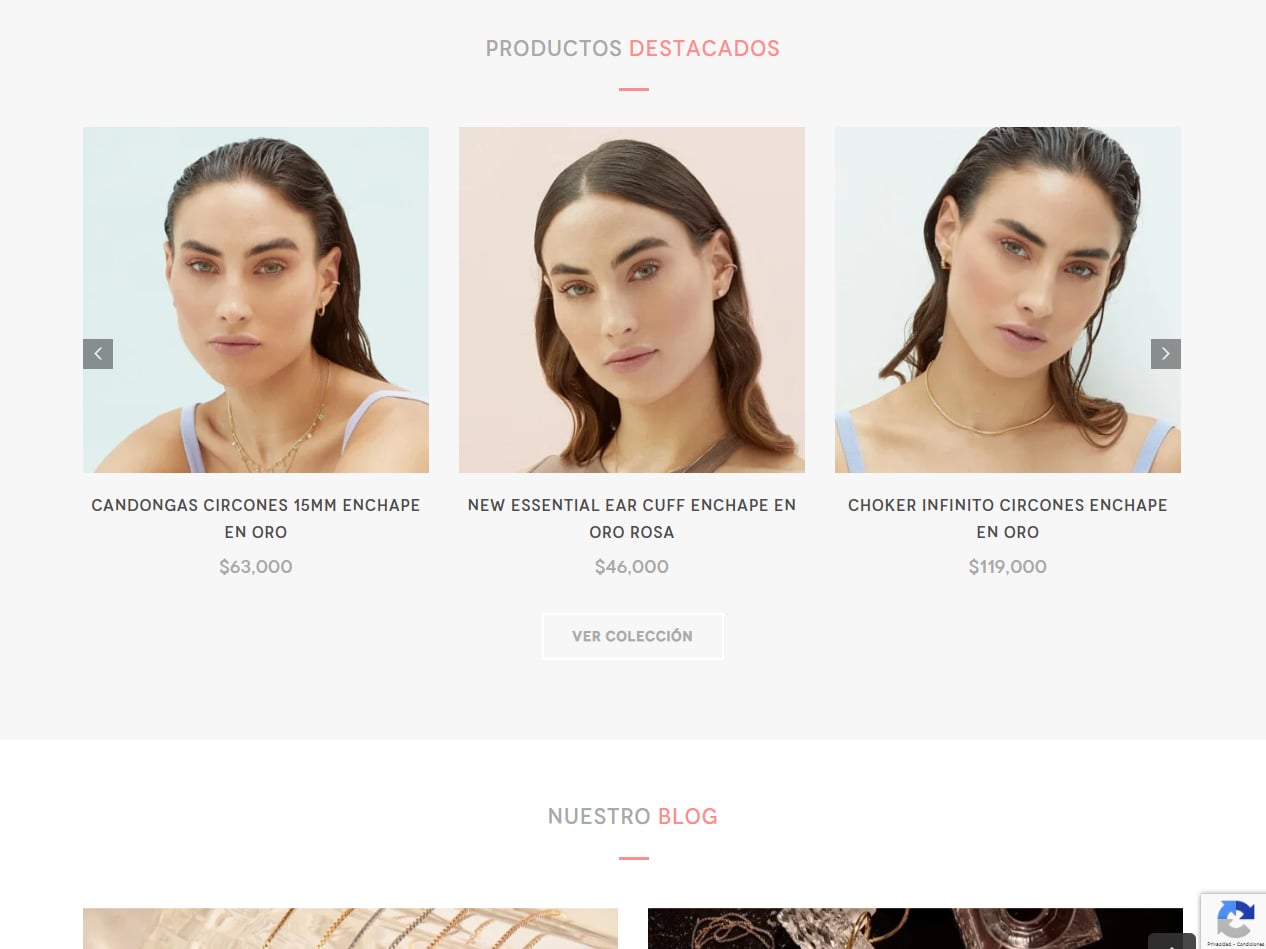 PRODUCTOS DESTACADOS
CANDONGAS CIRCONES 15MM ENCHAPE
EN ORO
$63,000
NEW ESSENTIAL EAR CUFF ENCHAPE EN
ORO ROSA
$46,000
CHOKER INFINITO CIRCONES ENCHAPE
EN ORO
$119,000
VER COLECCIÓN
NUESTRO BLOG
Privacidad - Condiciones